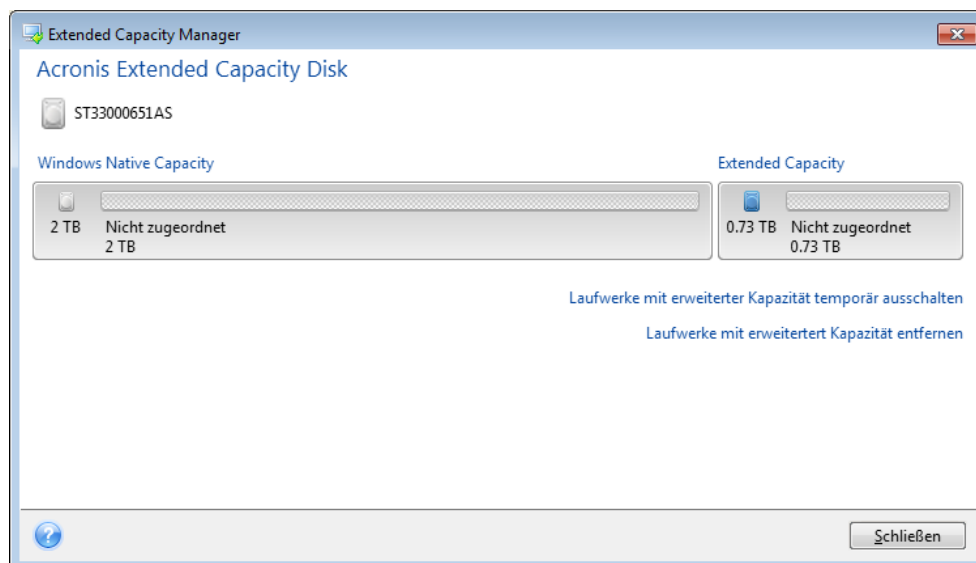 Extended Capacity Manager
Acronis Extended Capacity Disk
ST33000651AS
Windows Native Capacity
Extended Capacity
2 TB
Nicht zugeordnet
2 TB
0.73 TB
Nicht zugeordnet
0.73 TB
Laufwerke mit erweiterter Kapazität temporär ausschalten
Laufwerke mit erweitertert Kapazität entfernen
?
Schließen